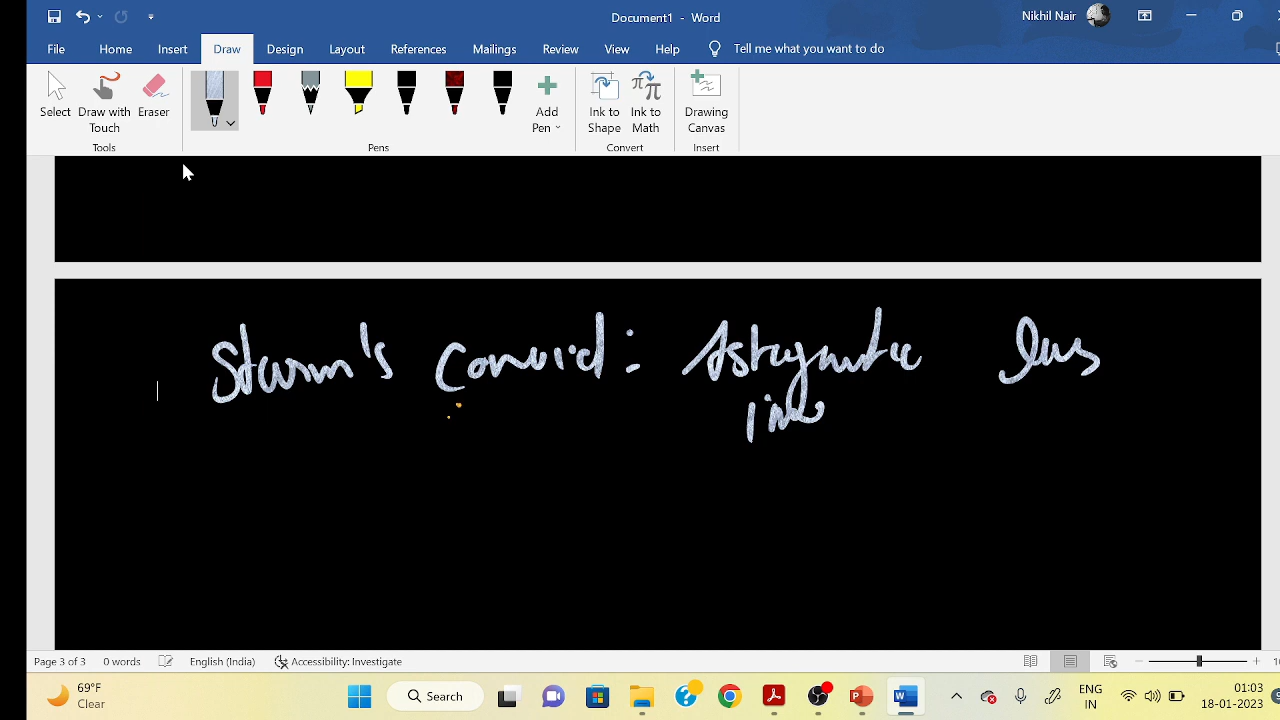 Document1 - Word
Nikhil Nair
File Home Insert Draw Design Layout References Mailings Review View Help Tell me what you want to do
Select Draw with Touch Eraser Add Pen Ink to Shape Ink to Math Drawing Canvas
Tools Pens Convert Insert
Sturm's Conoid: Astigmatic lens
Page 3 of 3 0 words English (India) Accessibility: Investigate
69°F
Clear
Search
ENG
IN
01:03
18-01-2023